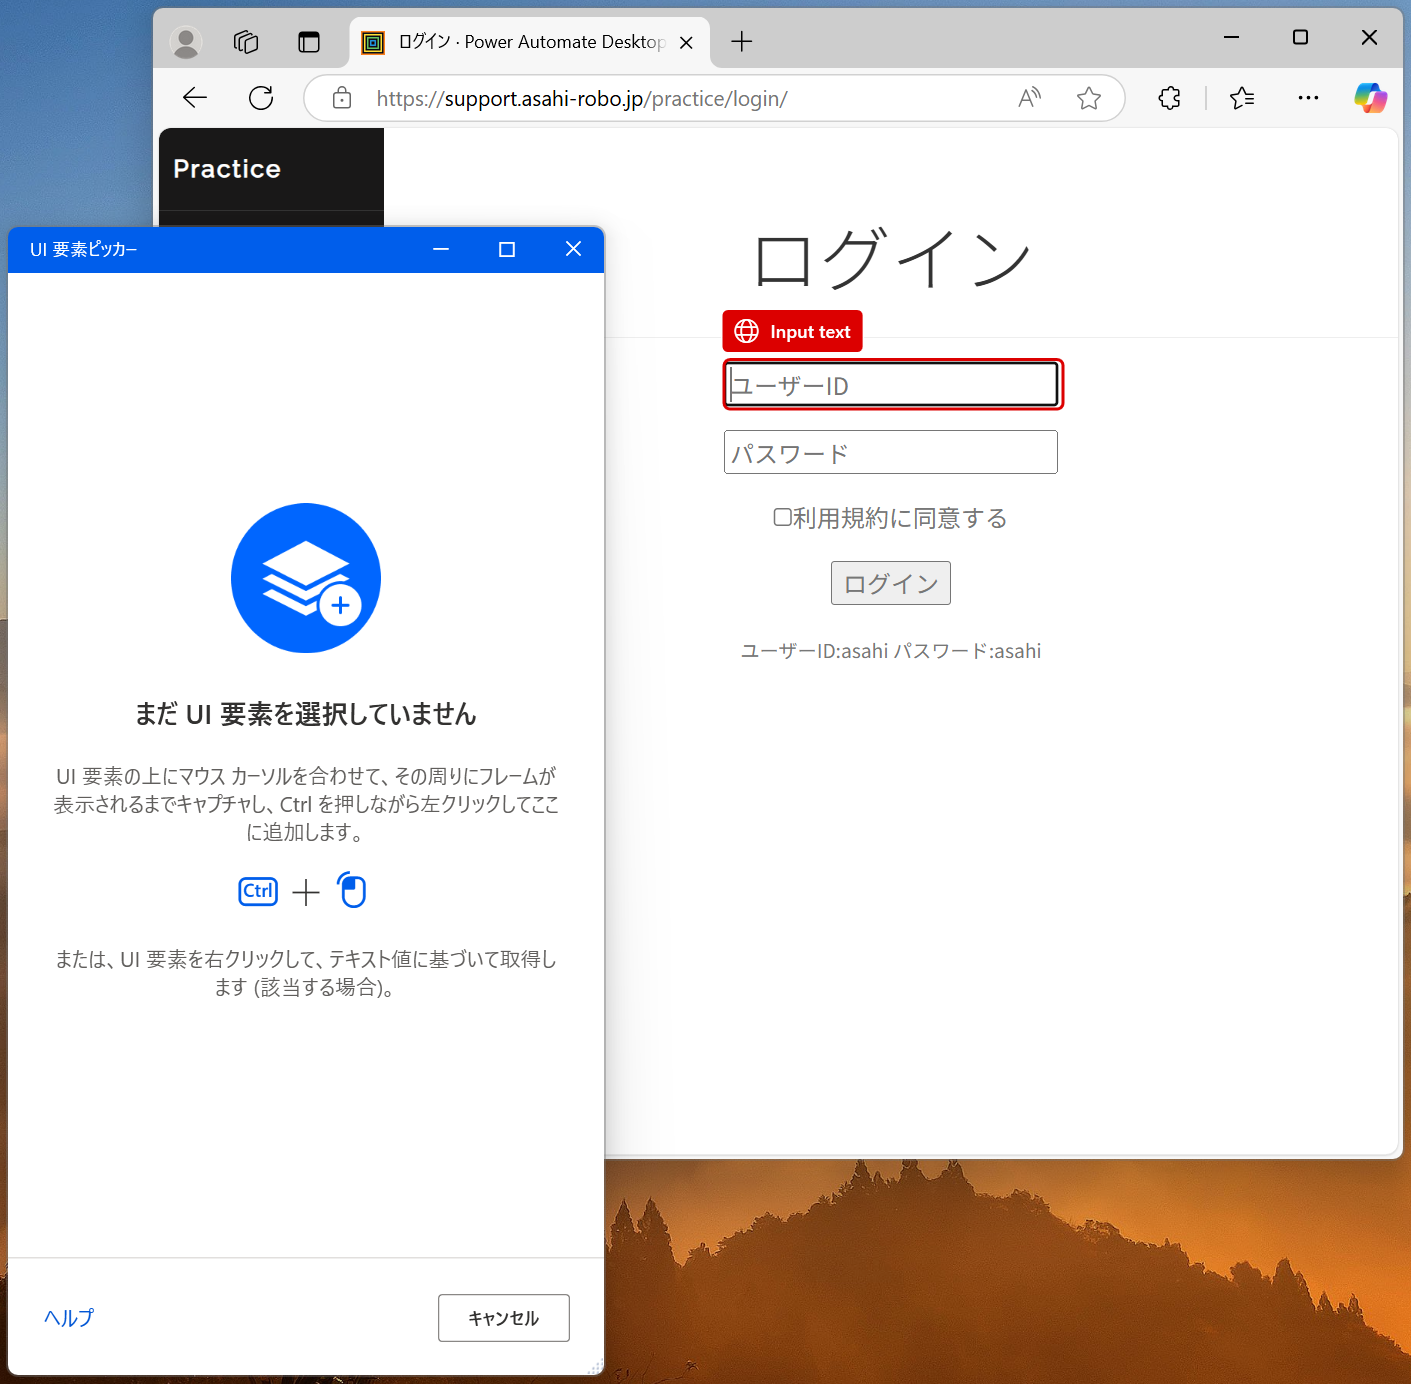 ログイン · Power Automate Desktop
https://support.asahi-robo.jp/practice/login/
Practice
ログイン
Input text
ユーザーID
パスワード
利用規約に同意する
ログイン
ユーザーID:asahi パスワード:asahi
UI 要素ピッカー
まだ UI 要素を選択していません
UI 要素の上にマウス カーソルを合わせて、その周りにフレームが
表示されるまでキャプチャし、Ctrl を押しながら左クリックしてここ
に追加します。
Ctrl
または、UI 要素を右クリックして、テキスト値に基づいて取得し
ます (該当する場合)。
ヘルプ
キャンセル